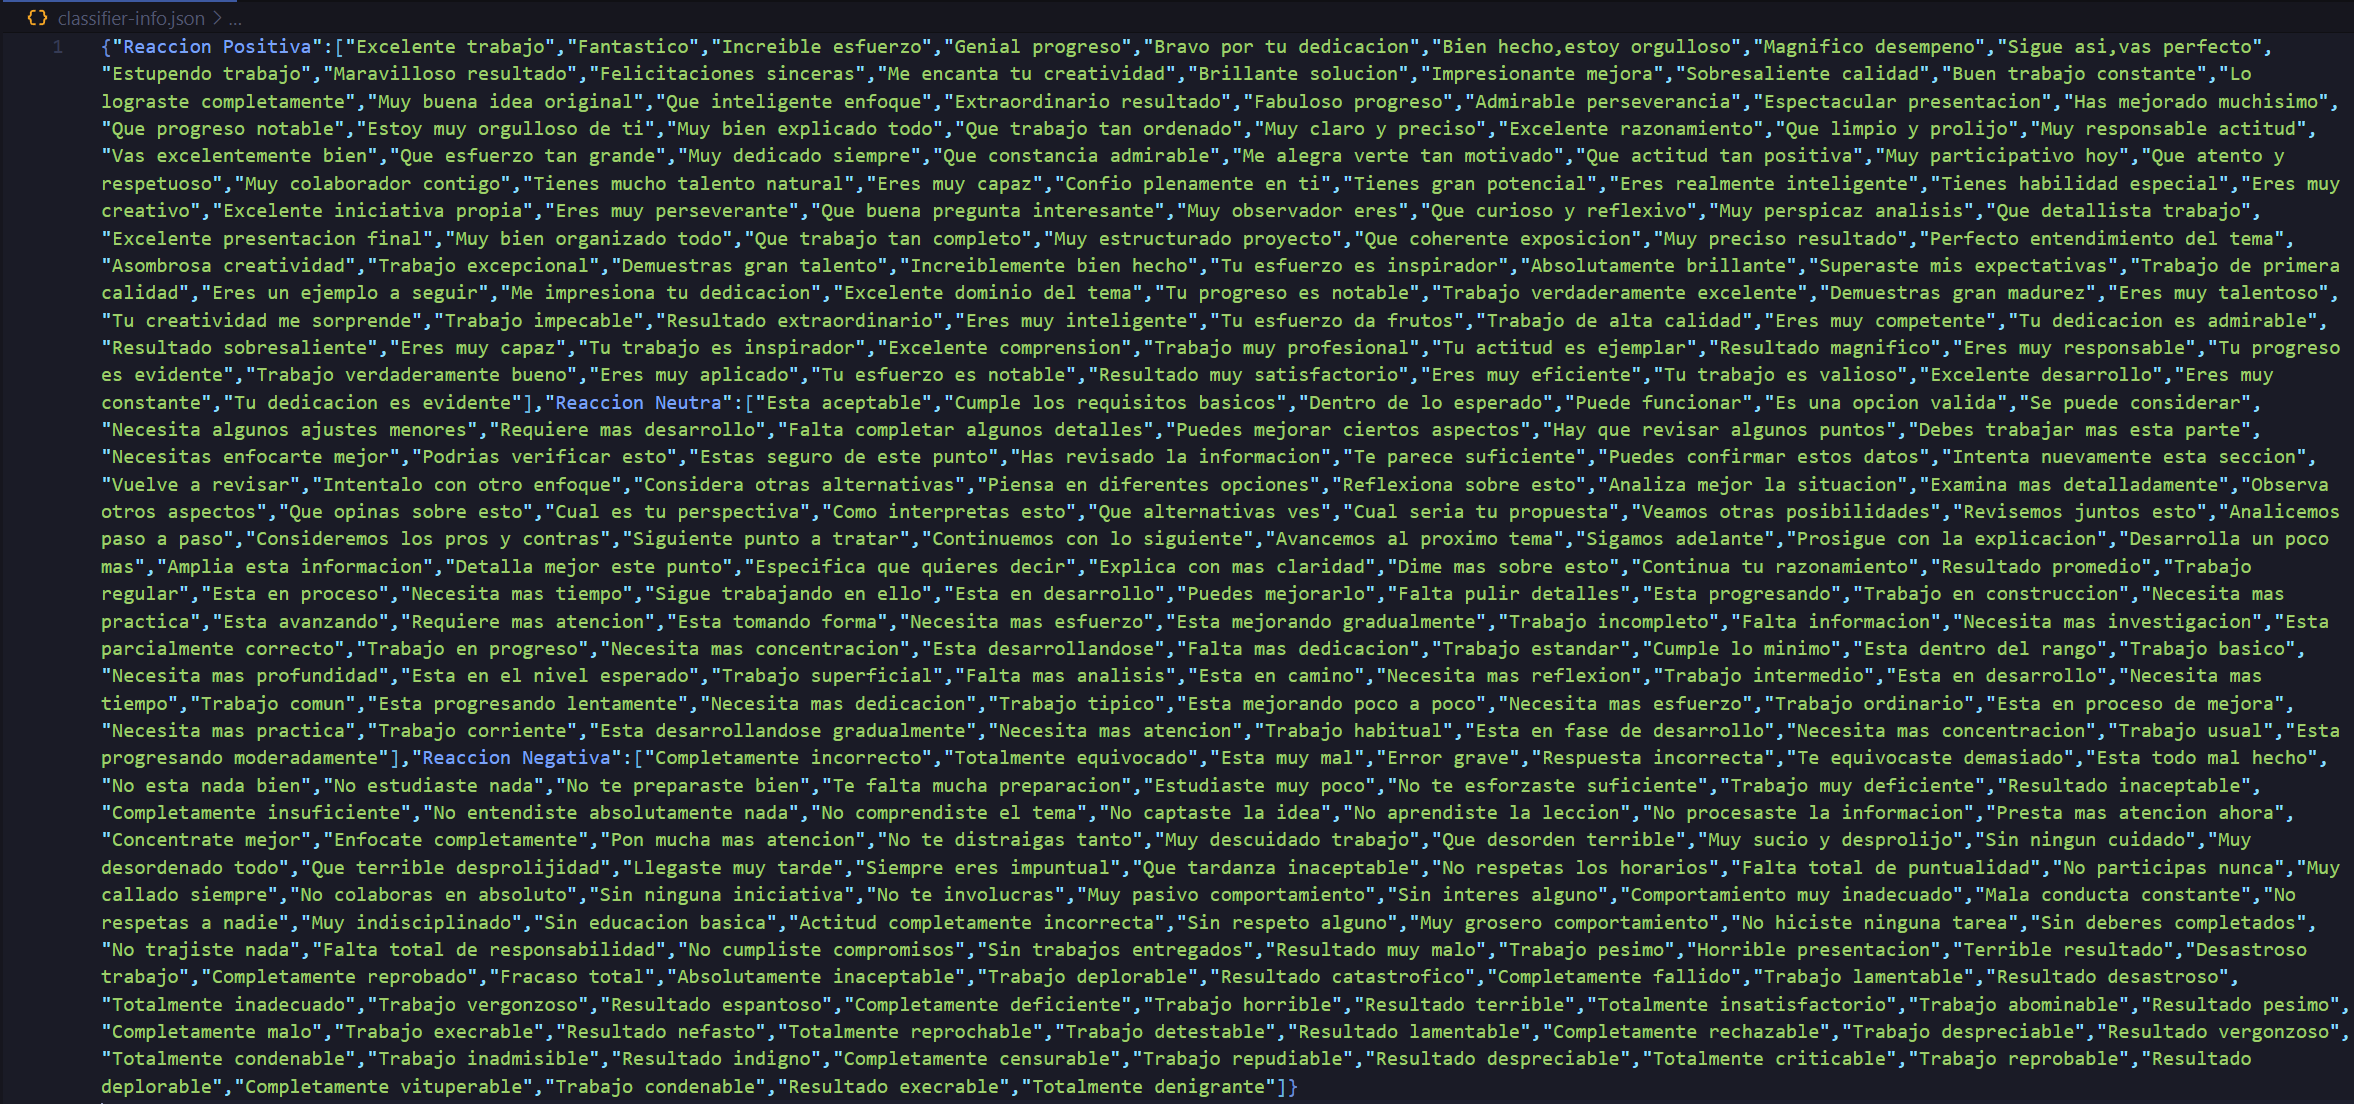 {} classifier-info.json > ...
1 {"Reaccion Positiva":["Excelente trabajo","Fantastico","Increible esfuerzo","Genial progreso","Bravo por tu dedicacion","Bien hecho,estoy orgulloso","Magnifico desempeno","Sigue asi,vas perfecto",
"Estupendo trabajo","Maravilloso resultado","Felicitaciones sinceras","Me encanta tu creatividad","Brillante solucion","Impresionante mejora","Sobresaliente calidad","Buen trabajo constante","Lo
lograste completamente","Muy buena idea original","Que inteligente enfoque","Extraordinario resultado","Fabuloso progreso","Admirable perseverancia","Espectacular presentacion","Has mejorado muchisimo",
"Que progreso notable","Estoy muy orgulloso de ti","Muy bien explicado todo","Que trabajo tan ordenado","Muy claro y preciso","Excelente razonamiento","Que limpio y prolijo","Muy responsable actitud",
"Vas excelentemente bien","Que esfuerzo tan grande","Muy dedicado siempre","Que constancia admirable","Me alegra verte tan motivado","Que actitud tan positiva","Muy participativo hoy","Que atento y
respetuoso","Muy colaborador contigo","Tienes mucho talento natural","Eres muy capaz","Confio plenamente en ti","Tienes gran potencial","Eres realmente inteligente","Tienes habilidad especial","Eres muy
creativo","Excelente iniciativa propia","Eres muy perseverante","Que buena pregunta interesante","Muy observador eres","Que curioso y reflexivo","Muy perspicaz analisis","Que detallista trabajo",
"Excelente presentacion final","Muy bien organizado todo","Que trabajo tan completo","Muy estructurado proyecto","Que coherente exposicion","Muy preciso resultado","Perfecto entendimiento del tema",
"Asombrosa creatividad","Trabajo excepcional","Demuestras gran talento","Increiblemente bien hecho","Tu esfuerzo es inspirador","Absolutamente brillante","Superaste mis expectativas","Trabajo de primera
calidad","Eres un ejemplo a seguir","Me impresiona tu dedicacion","Excelente dominio del tema","Tu progreso es notable","Trabajo verdaderamente excelente","Demuestras gran madurez","Eres muy talentoso",
"Tu creatividad me sorprende","Trabajo impecable","Resultado extraordinario","Eres muy inteligente","Tu esfuerzo da frutos","Trabajo de alta calidad","Eres muy competente","Tu dedicacion es admirable",
"Resultado sobresaliente","Eres muy capaz","Tu trabajo es inspirador","Excelente comprension","Trabajo muy profesional","Tu actitud es ejemplar","Resultado magnifico","Eres muy responsable","Tu progreso
es evidente","Trabajo verdaderamente bueno","Eres muy aplicado","Tu esfuerzo es notable","Resultado muy satisfactorio","Eres muy eficiente","Tu trabajo es valioso","Excelente desarrollo","Eres muy
constante","Tu dedicacion es evidente"],"Reaccion Neutra":["Esta aceptable","Cumple los requisitos basicos","Dentro de lo esperado","Puede funcionar","Es una opcion valida","Se puede considerar",
"Necesita algunos ajustes menores","Requiere mas desarrollo","Falta completar algunos detalles","Puedes mejorar ciertos aspectos","Hay que revisar algunos puntos","Debes trabajar mas esta parte",
"Necesitas enfocarte mejor","Podrias verificar esto","Estas seguro de este punto","Has revisado la informacion","Te parece suficiente","Puedes confirmar estos datos","Intenta nuevamente esta seccion",
"Vuelve a revisar","Intentalo con otro enfoque","Considera otras alternativas","Piensa en diferentes opciones","Reflexiona sobre esto","Analiza mejor la situacion","Examina mas detalladamente","Observa
otros aspectos","Que opinas sobre esto","Cual es tu perspectiva","Como interpretas esto","Que alternativas ves","Cual seria tu propuesta","Veamos otras posibilidades","Revisemos juntos esto","Analicemos
paso a paso","Consideremos los pros y contras","Siguiente punto a tratar","Continuemos con lo siguiente","Avancemos al proximo tema","Sigamos adelante","Prosigue con la explicacion","Desarrolla un poco
mas","Amplia esta informacion","Detalla mejor este punto","Especifica que quieres decir","Explica con mas claridad","Dime mas sobre esto","Continua tu razonamiento","Resultado promedio","Trabajo
regular","Esta en proceso","Necesita mas tiempo","Sigue trabajando en ello","Esta en desarrollo","Puedes mejorarlo","Falta pulir detalles","Esta progresando","Trabajo en construccion","Necesita mas
practica","Esta avanzando","Requiere mas atencion","Esta tomando forma","Necesita mas esfuerzo","Esta mejorando gradualmente","Trabajo incompleto","Falta informacion","Necesita mas investigacion","Esta
parcialmente correcto","Trabajo en progreso","Necesita mas concentracion","Esta desarrollandose","Falta mas dedicacion","Trabajo estandar","Cumple lo minimo","Esta dentro del rango","Trabajo basico",
"Necesita mas profundidad","Esta en el nivel esperado","Trabajo superficial","Falta mas analisis","Esta en camino","Necesita mas reflexion","Trabajo intermedio","Esta en desarrollo","Necesita mas
tiempo","Trabajo comun","Esta progresando lentamente","Necesita mas dedicacion","Trabajo tipico","Esta mejorando poco a poco","Necesita mas esfuerzo","Trabajo ordinario","Esta en proceso de mejora",
"Necesita mas practica","Trabajo corriente","Esta desarrollandose gradualmente","Necesita mas atencion","Trabajo habitual","Esta en fase de desarrollo","Necesita mas concentracion","Trabajo usual","Esta
progresando moderadamente"],"Reaccion Negativa":["Completamente incorrecto","Totalmente equivocado","Esta muy mal","Error grave","Respuesta incorrecta","Te equivocaste demasiado","Esta todo mal hecho",
"No esta nada bien","No estudiaste nada","No te preparaste bien","Te falta mucha preparacion","Estudiaste muy poco","No te esforzaste suficiente","Trabajo muy deficiente","Resultado inaceptable",
"Completamente insuficiente","No entendiste absolutamente nada","No comprendiste el tema","No captaste la idea","No aprendiste la leccion","No procesaste la informacion","Presta mas atencion ahora",
"Concentrate mejor","Enfocate completamente","Pon mucha mas atencion","No te distraigas tanto","Muy descuidado trabajo","Que desorden terrible","Muy sucio y desprolijo","Sin ningun cuidado","Muy
desordenado todo","Que terrible desprolijidad","Llegaste muy tarde","Siempre eres impuntual","Que tardanza inaceptable","No respetas los horarios","Falta total de puntualidad","No participas nunca","Muy
callado siempre","No colaboras en absoluto","Sin ninguna iniciativa","No te involucras","Muy pasivo comportamiento","Sin interes alguno","Comportamiento muy inadecuado","Mala conducta constante","No
respetas a nadie","Muy indisciplinado","Sin educacion basica","Actitud completamente incorrecta","Sin respeto alguno","Muy grosero comportamiento","No hiciste ninguna tarea","Sin deberes completados",
"No trajiste nada","Falta total de responsabilidad","No cumpliste compromisos","Sin trabajos entregados","Resultado muy malo","Trabajo pesimo","Horrible presentacion","Terrible resultado","Desastroso
trabajo","Completamente reprobado","Fracaso total","Absolutamente inaceptable","Trabajo deplorable","Resultado catastrofico","Completamente fallido","Trabajo lamentable","Resultado desastroso",
"Totalmente inadecuado","Trabajo vergonzoso","Resultado espantoso","Completamente deficiente","Trabajo horrible","Resultado terrible","Totalmente insatisfactorio","Trabajo abominable","Resultado pesimo",
"Completamente malo","Trabajo execrable","Resultado nefasto","Totalmente reprochable","Trabajo detestable","Resultado lamentable","Completamente rechazable","Trabajo despreciable","Resultado vergonzoso",
"Totalmente condenable","Trabajo inadmisible","Resultado indigno","Completamente censurable","Trabajo repudiable","Resultado despreciable","Totalmente criticable","Trabajo reprobable","Resultado
deplorable","Completamente vituperable","Trabajo condenable","Resultado execrable","Totalmente denigrante"]}